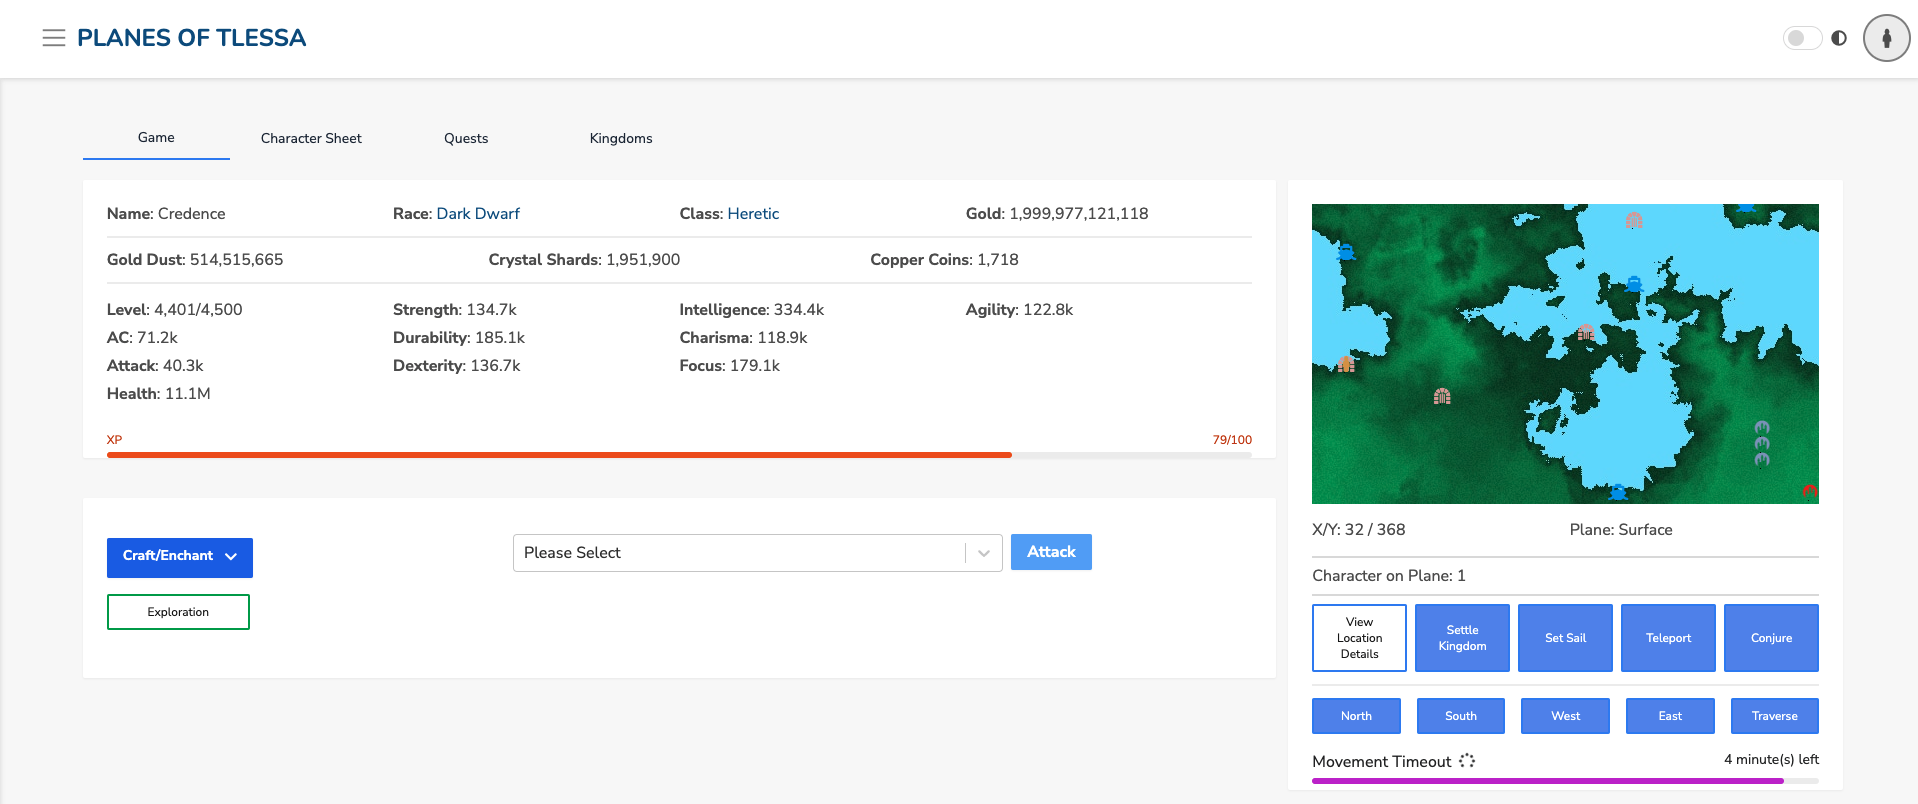 PLANES OF TLESSA
Game Character Sheet Quests Kingdoms
Name: Credence Race: Dark Dwarf Class: Heretic Gold: 1,999,977,121,118
Gold Dust: 514,515,665 Crystal Shards: 1,951,900 Copper Coins: 1,718
Level: 4,401/4,500 Strength: 134.7k Intelligence: 334.4k Agility: 122.8k
AC: 71.2k Durability: 185.1k Charisma: 118.9k
Attack: 40.3k Dexterity: 136.7k Focus: 179.1k
Health: 11.1M
XP 79/100
Craft/Enchant Please Select Attack
Exploration
X/Y: 32 / 368 Plane: Surface
Character on Plane: 1
View
Location
Details
Settle
Kingdom
Set Sail
Teleport
Conjure
North South West East Traverse
Movement Timeout 4 minute(s) left